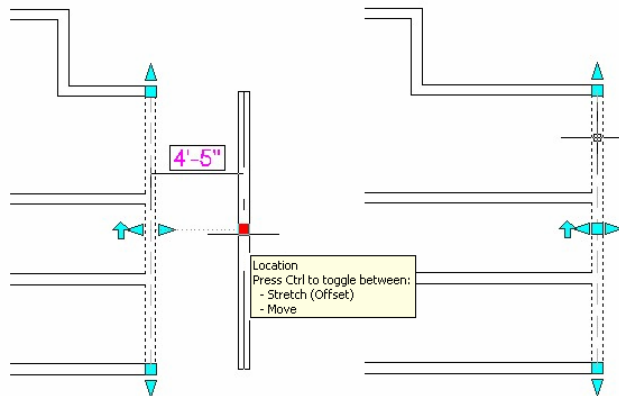 4'-5"
Location
Press Ctrl to toggle between:
- Stretch (Offset)
- Move